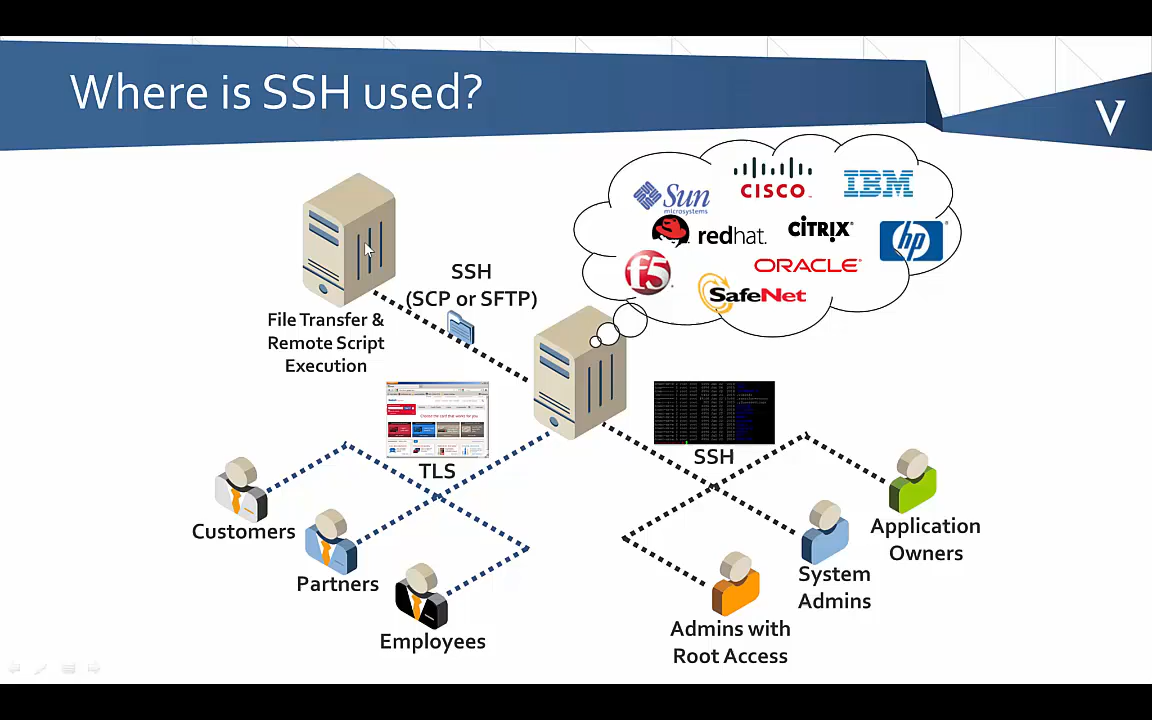 Where is SSH used?
V
Sun
microsystems
CISCO
IBM
redhat.
CITRIX
hp
f5
ORACLE
SafeNet
SSH
(SCP or SFTP)
File Transfer &
Remote Script
Execution
TLS
SSH
Customers
Partners
Employees
Application
Owners
System
Admins
Admins with
Root Access